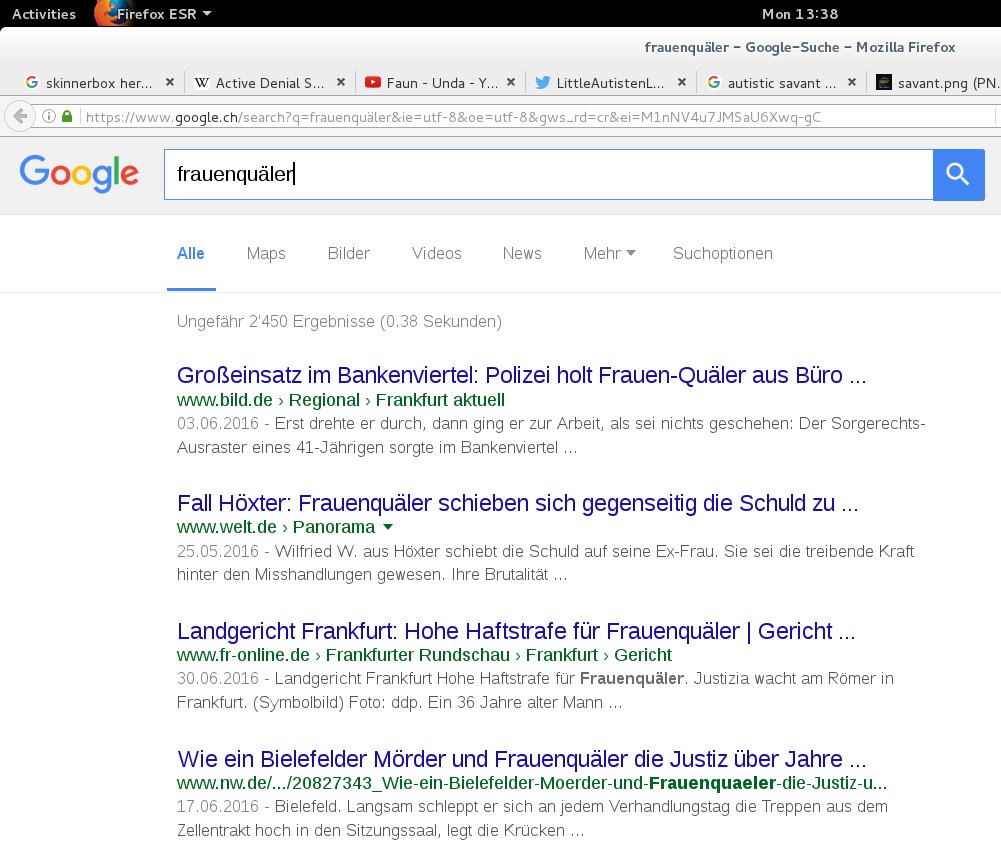 Activities Firefox ESR Mon 13:38
frauenquäler - Google-Suche - Mozilla Firefox
skinnerbox her... Active Denial S... Faun - Unda - Y... LittleAutistenL... autistic savant ... savant.png (PN.
https://www.google.ch/search?q=frauenquäler&ie=utf-8&oe=utf-8&gws_rd=cr&ei=M1nNV4u7JMSaU6Xwq-gC
Google frauenquäler
Alle Maps Bilder Videos News Mehr Suchoptionen
Ungefähr 2'450 Ergebnisse (0.38 Sekunden)
Großeinsatz im Bankenviertel: Polizei holt Frauen-Quäler aus Büro ...
www.bild.de › Regional › Frankfurt aktuell
03.06.2016 - Erst drehte er durch, dann ging er zur Arbeit, als sei nichts geschehen: Der Sorgerechts-
Ausraster eines 41-Jährigen sorgte im Bankenviertel ...
Fall Höxter: Frauenquäler schieben sich gegenseitig die Schuld zu ...
www.welt.de › Panorama
25.05.2016 - Wilfried W. aus Höxter schiebt die Schuld auf seine Ex-Frau. Sie sei die treibende Kraft
hinter den Misshandlungen gewesen. Ihre Brutalität ...
Landgericht Frankfurt: Hohe Haftstrafe für Frauenquäler | Gericht ...
www.fr-online.de › Frankfurter Rundschau › Frankfurt › Gericht
30.06.2016 - Landgericht Frankfurt Hohe Haftstrafe für Frauenquäler. Justizia wacht am Römer in
Frankfurt. (Symbolbild) Foto: ddp. Ein 36 Jahre alter Mann ...
Wie ein Bielefelder Mörder und Frauenquäler die Justiz über Jahre ...
www.nw.de/.../20827343_Wie-ein-Bielefelder-Moerder-und-Frauenquaeler-die-Justiz-u...
17.06.2016 - Bielefeld. Langsam schleppt er sich an jedem Verhandlungstag die Treppen aus dem
Zellentrakt hoch in den Sitzungssaal, legt die Krücken ...